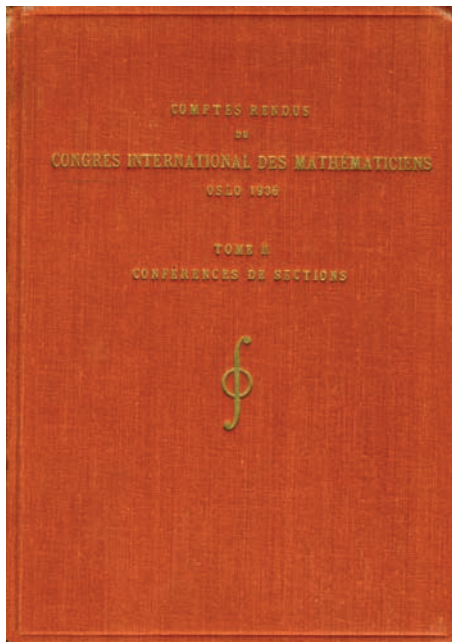 COMPTES RENDUS
DU
CONGRÈS INTERNATIONAL DES MATHÉMATICIENS
OSLO 1936
TOME II
CONFÉRENCES DE SECTIONS
∮